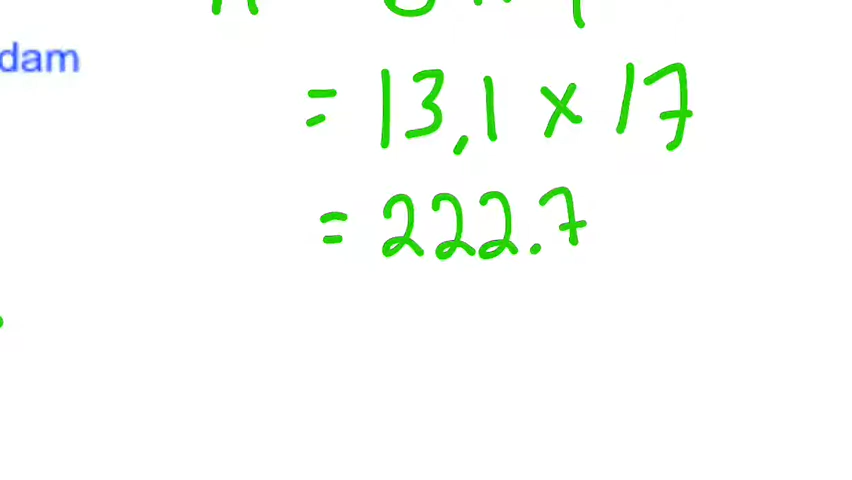 dam
= 13,1 × 17
= 222.7